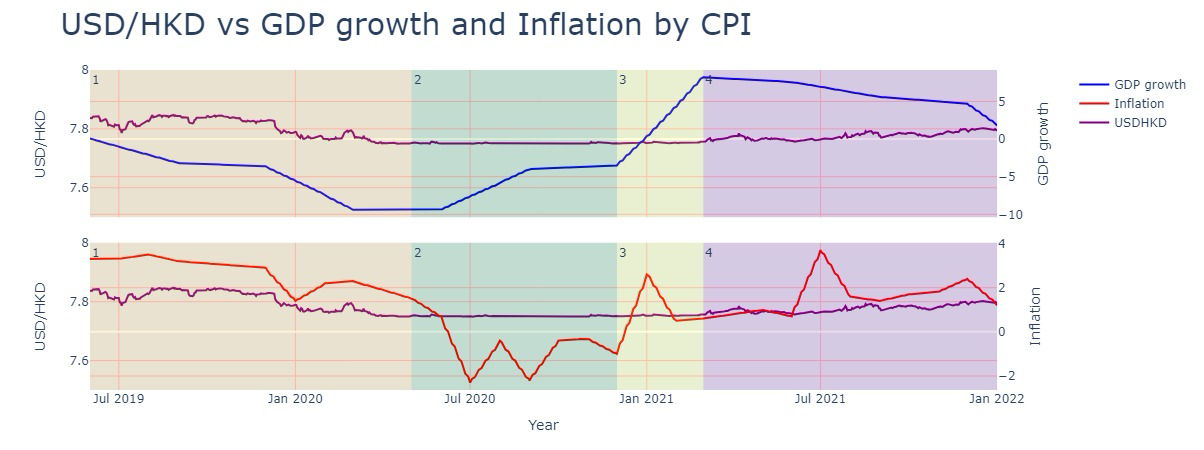 USD/HKD vs GDP growth and Inflation by CPI
8
7.8
7.6
USD/HKD
1
2
3
4
5
0
−5
−10
GDP growth
GDP growth
Inflation
USDHKD
8
7.8
7.6
USD/HKD
1
2
3
4
4
2
0
−2
Inflation
Jul 2019
Jan 2020
Jul 2020
Jan 2021
Jul 2021
Jan 2022
Year